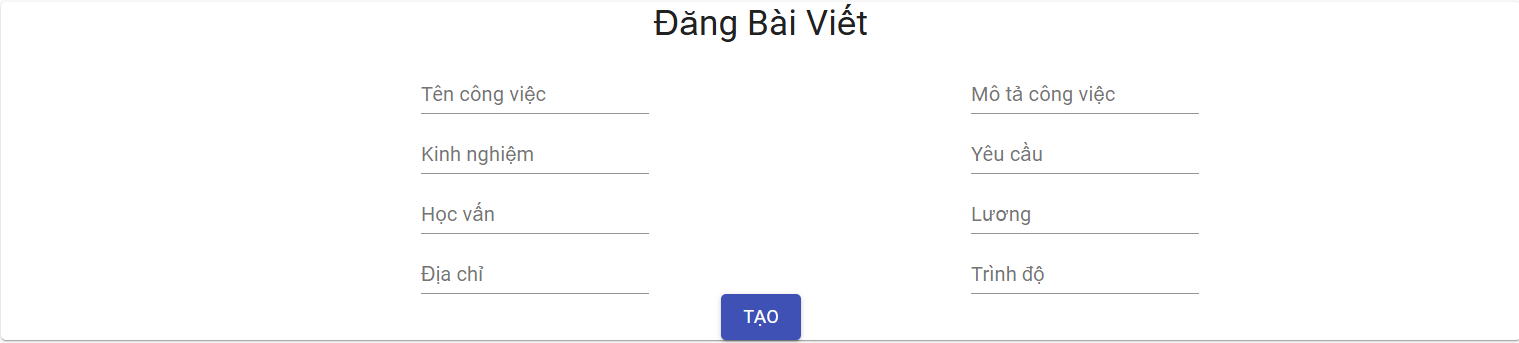 Đăng Bài Viết
Tên công việc
Mô tả công việc
Kinh nghiệm
Yêu cầu
Học vấn
Lương
Địa chỉ
Trình độ
TẠO